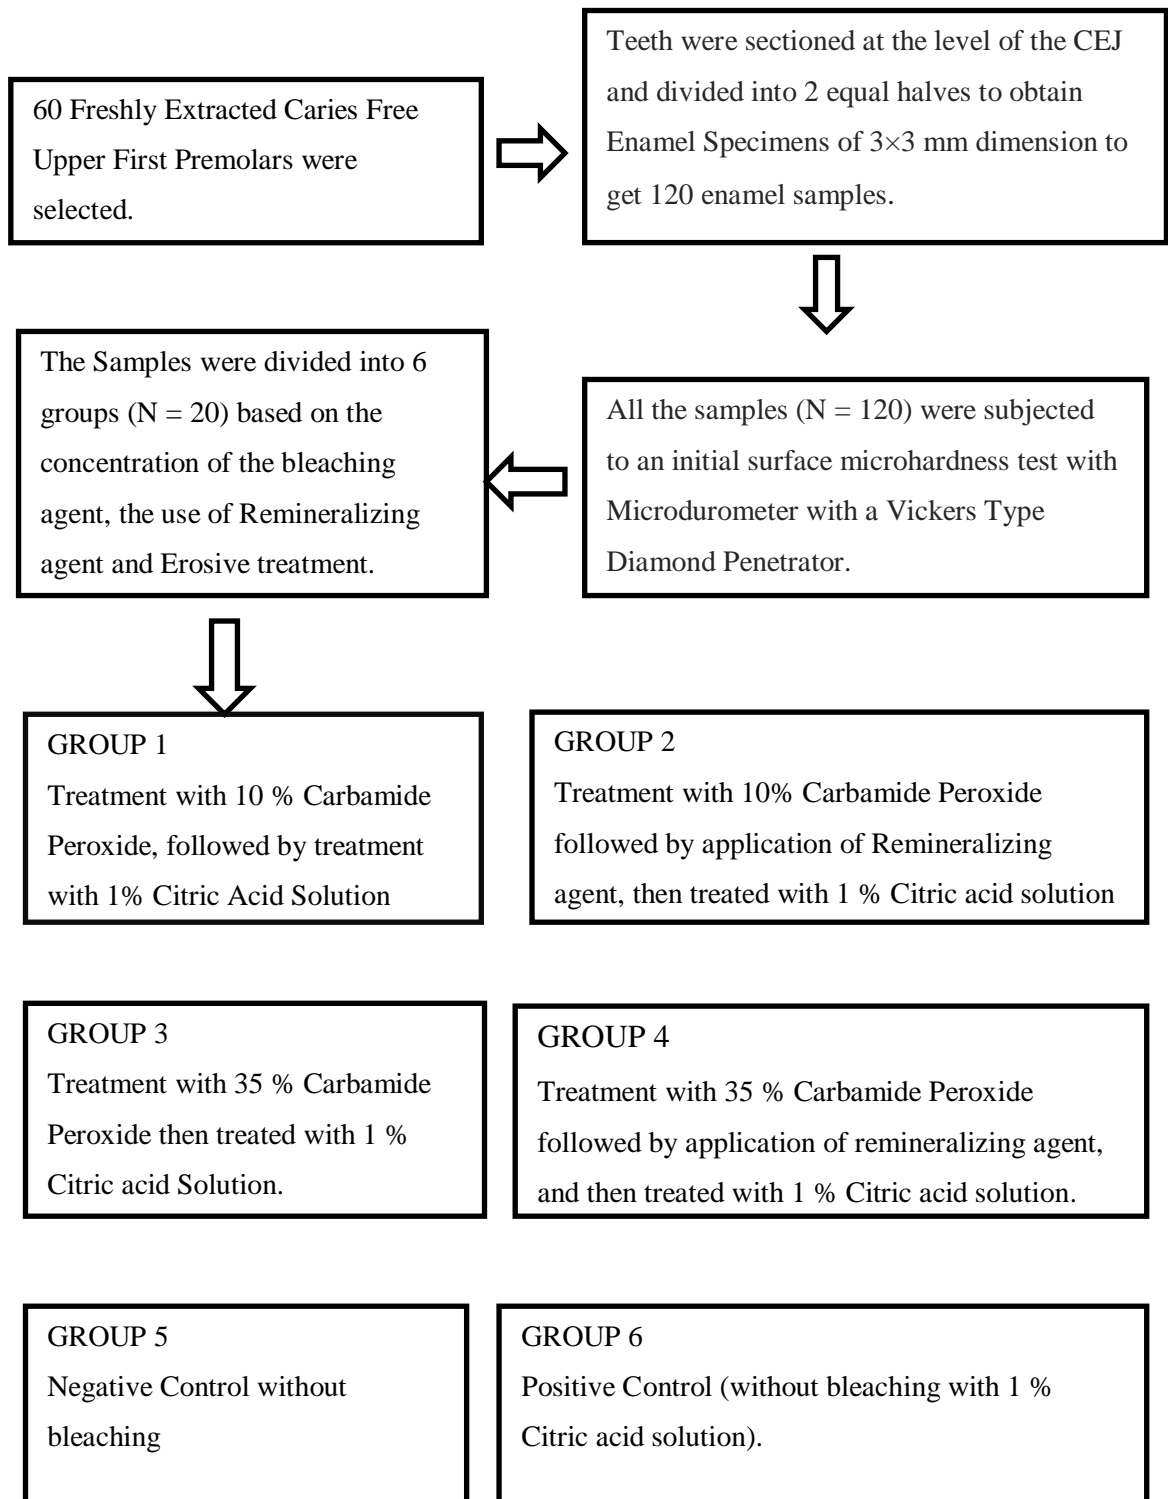 60 Freshly Extracted Caries Free
Upper First Premolars were
selected.
Teeth were sectioned at the level of the CEJ
and divided into 2 equal halves to obtain
Enamel Specimens of 3×3 mm dimension to
get 120 enamel samples.
All the samples (N = 120) were subjected
to an initial surface microhardness test with
Microdurometer with a Vickers Type
Diamond Penetrator.
The Samples were divided into 6
groups (N = 20) based on the
concentration of the bleaching
agent, the use of Remineralizing
agent and Erosive treatment.
GROUP 1
Treatment with 10 % Carbamide
Peroxide, followed by treatment
with 1% Citric Acid Solution
GROUP 2
Treatment with 10% Carbamide Peroxide
followed by application of Remineralizing
agent, then treated with 1 % Citric acid solution
GROUP 3
Treatment with 35 % Carbamide
Peroxide then treated with 1 %
Citric acid Solution.
GROUP 4
Treatment with 35 % Carbamide Peroxide
followed by application of remineralizing agent,
and then treated with 1 % Citric acid solution.
GROUP 5
Negative Control without
bleaching
GROUP 6
Positive Control (without bleaching with 1 %
Citric acid solution).